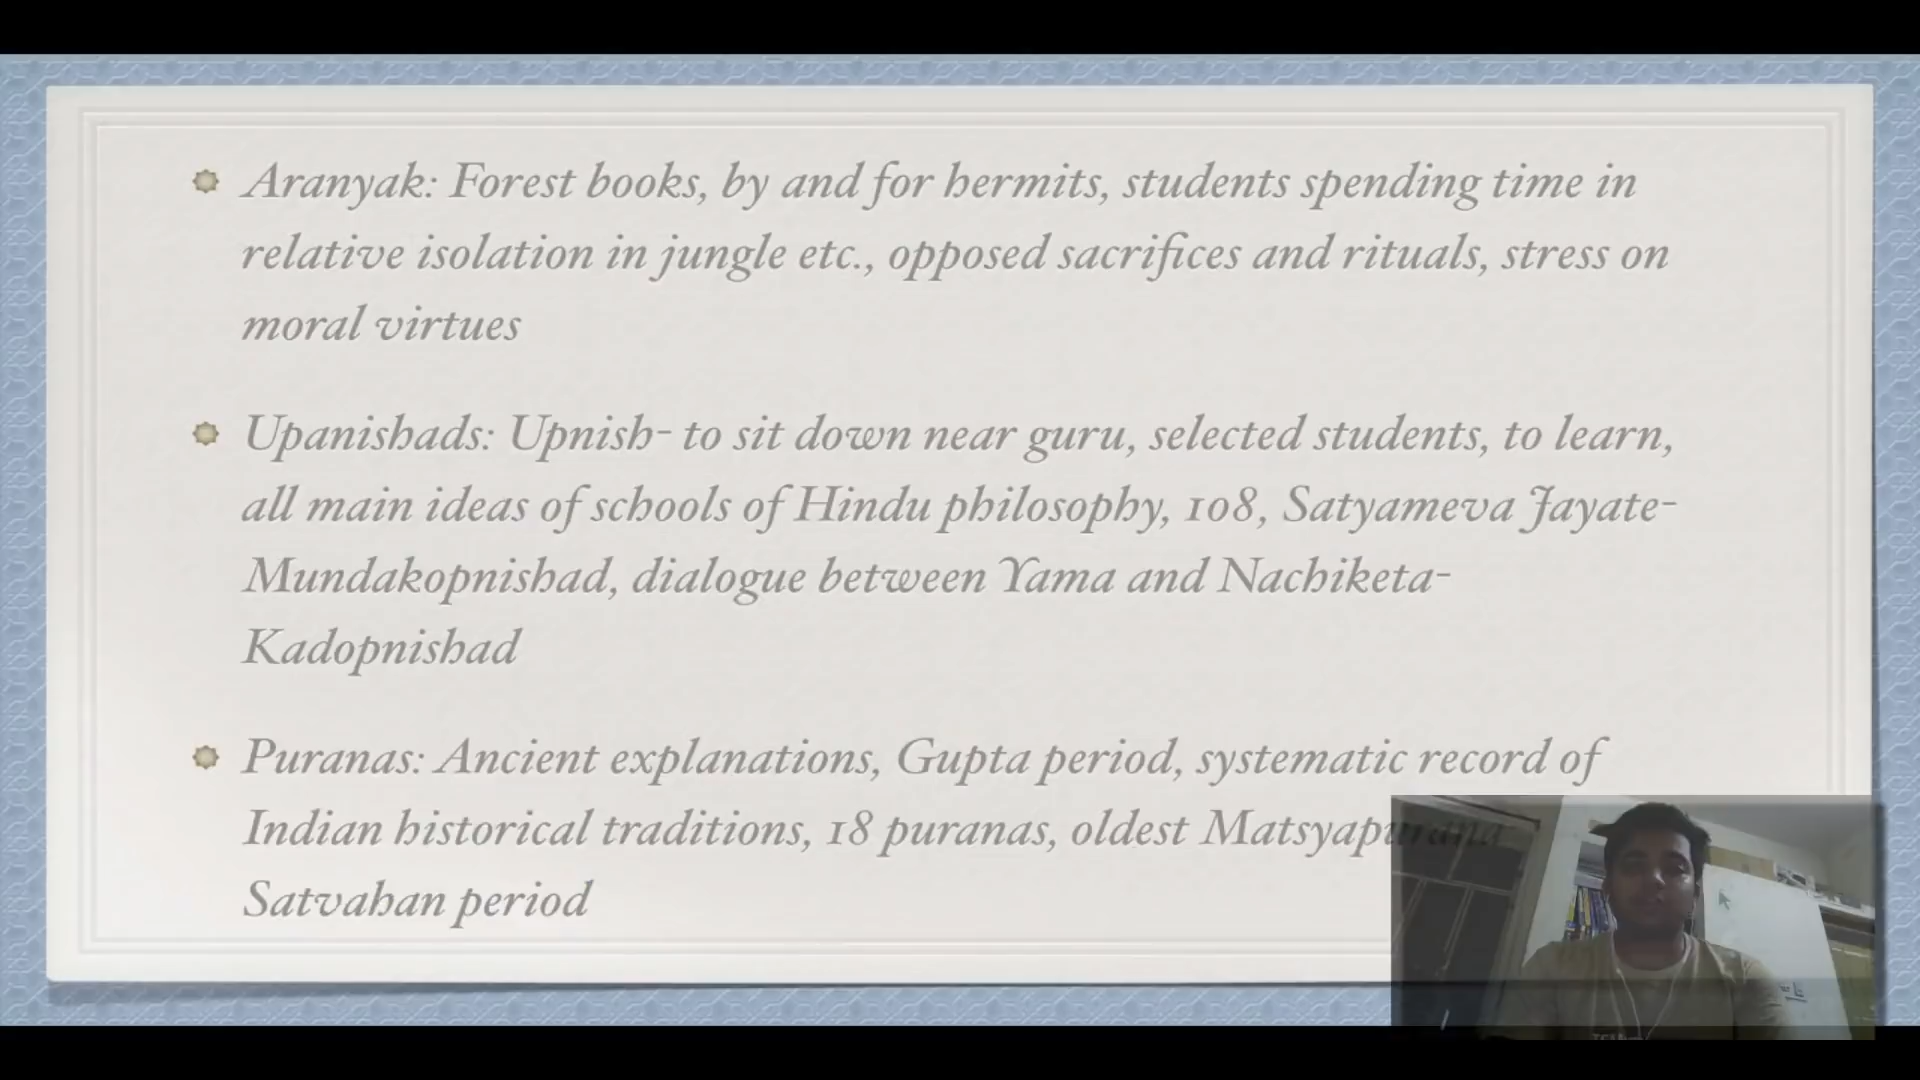 Aranyak: Forest books, by and for hermits, students spending time in
relative isolation in jungle etc., opposed sacrifices and rituals, stress on
moral virtues
Upanishads: Upnish- to sit down near guru, selected students, to learn,
all main ideas of schools of Hindu philosophy, 108, Satyameva Jayate-
Mundakopnishad, dialogue between Yama and Nachiketa-
Kadopnishad
Puranas: Ancient explanations, Gupta period, systematic record of
Indian historical traditions, 18 puranas, oldest Matsyapurana
Satvahan period